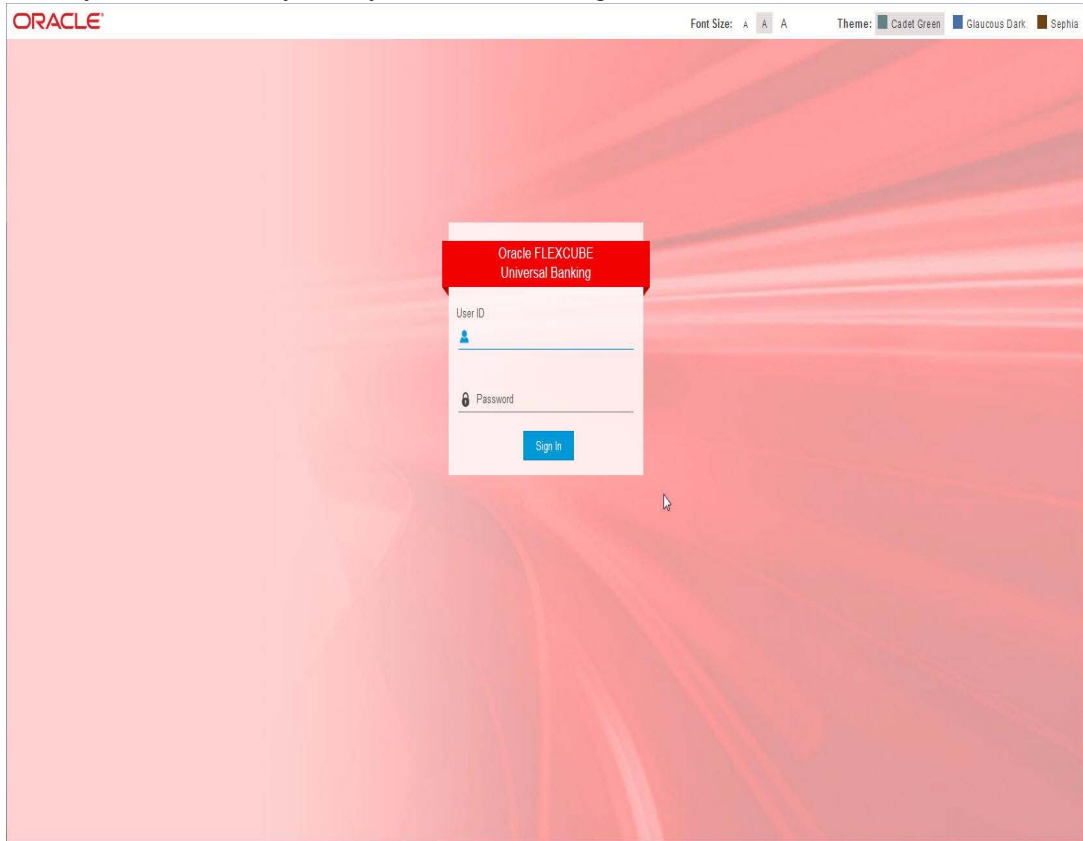 ORACLE®
Font Size: A A A Theme: Cadet Green Glaucous Dark Sephia
Oracle FLEXCUBE
Universal Banking
User ID
Password
Sign In